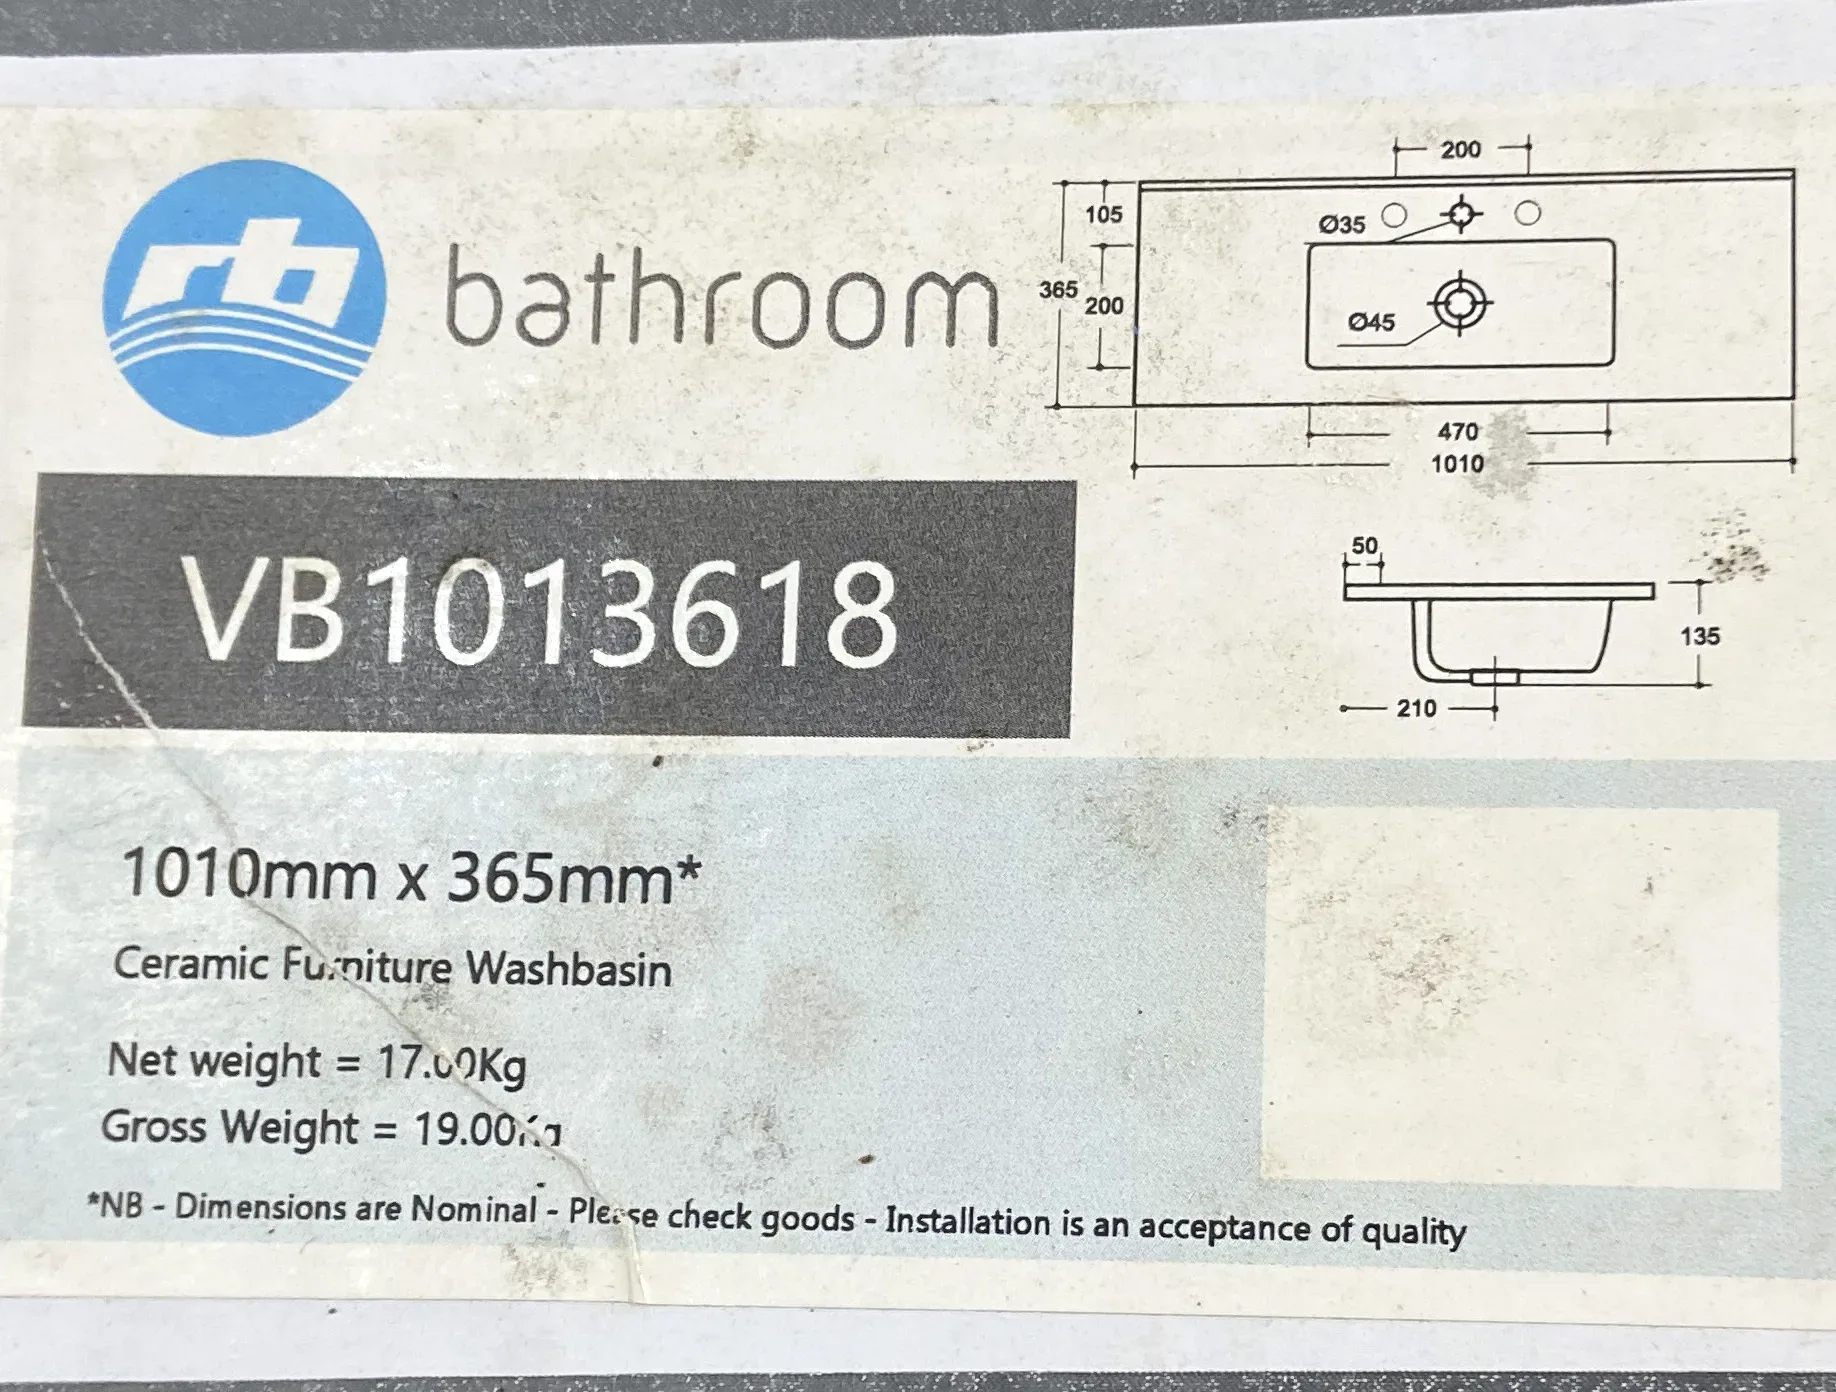 rb
bathroom
VB1013618
1010mm x 365mm*
Ceramic Furniture Washbasin
Net weight = 17.00Kg
Gross Weight = 19.00Kg
*NB - Dimensions are Nominal - Please check goods - Installation is an acceptance of quality
200
105
Ø35
365
200
Ø45
470
1010
50
135
210